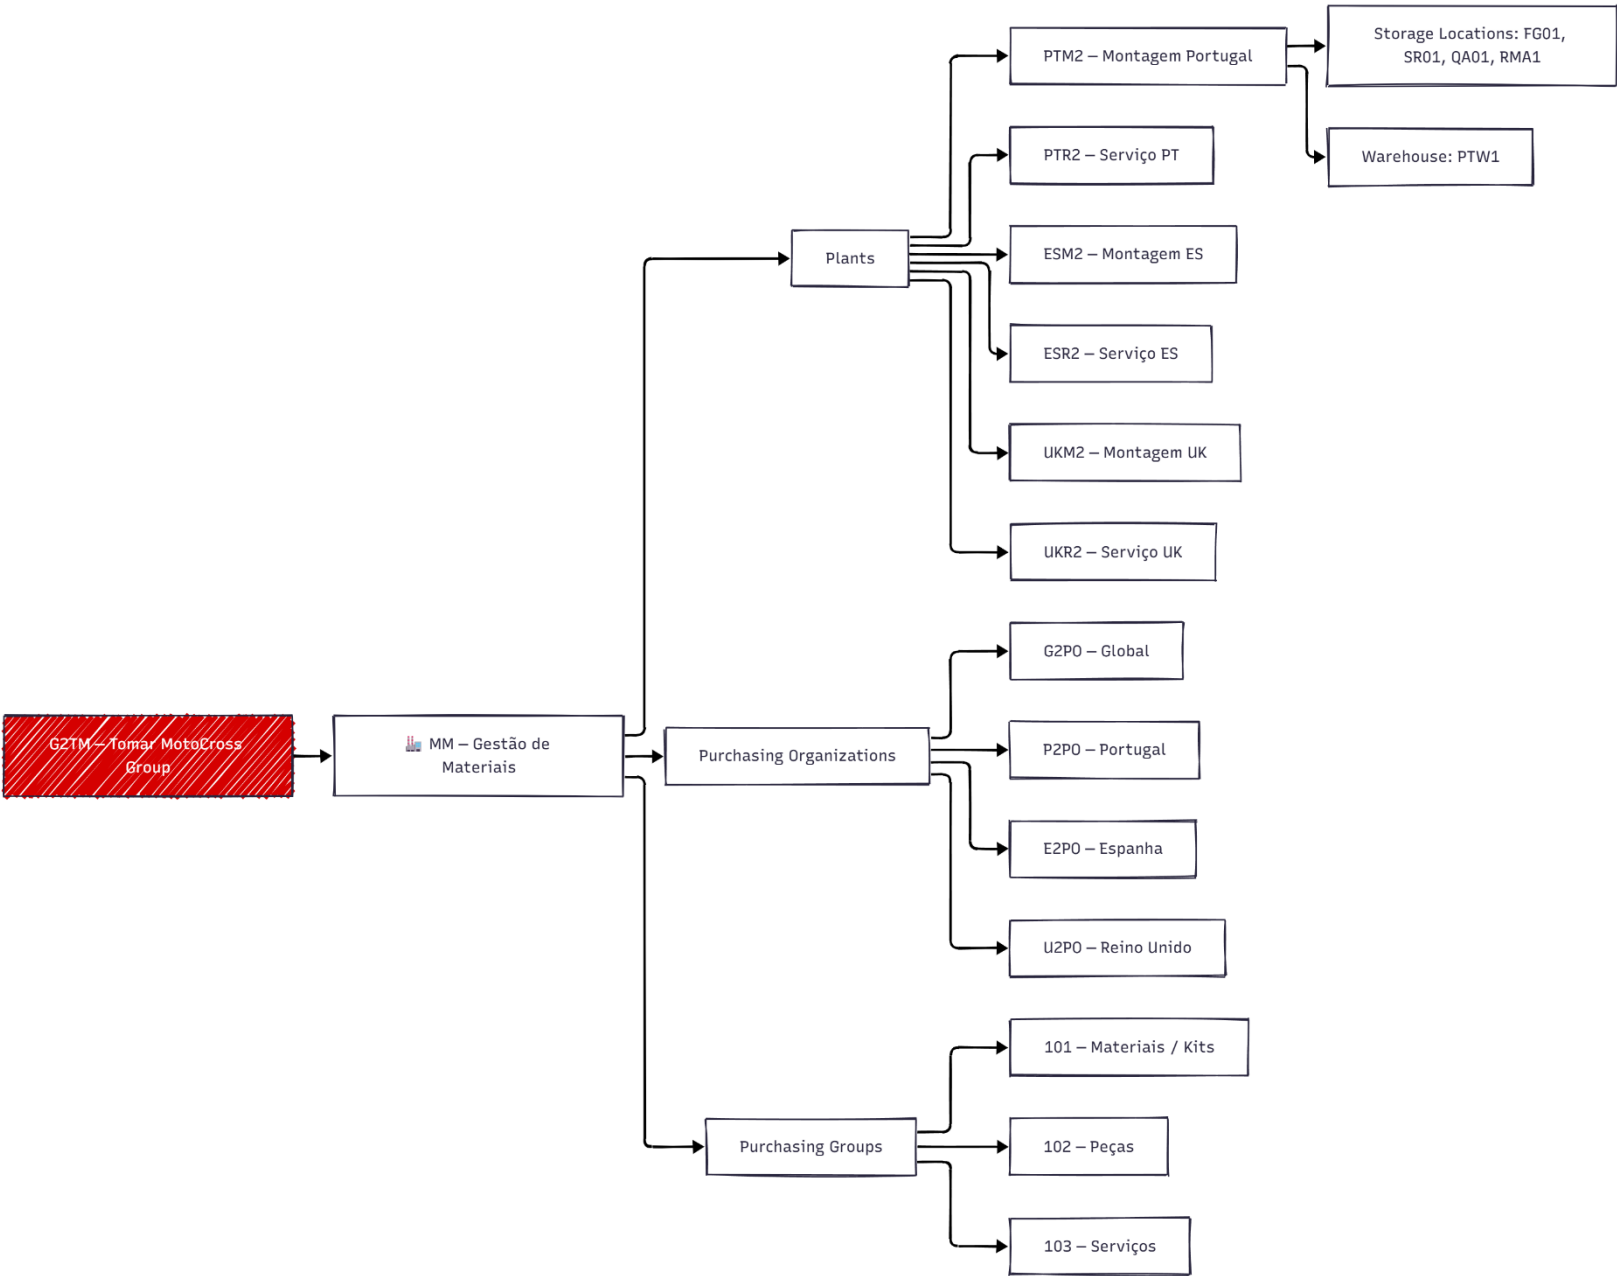 G2TM – Tomar MotoCross
Group
🏭 MM – Gestão de
Materiais
Plants
PTM2 – Montagem Portugal
Storage Locations: FG01,
SR01, QA01, RMA1
Warehouse: PTW1
PTR2 – Serviço PT
ESM2 – Montagem ES
ESR2 – Serviço ES
UKM2 – Montagem UK
UKR2 – Serviço UK
Purchasing Organizations
G2PO – Global
P2PO – Portugal
E2PO – Espanha
U2PO – Reino Unido
Purchasing Groups
101 – Materiais / Kits
102 – Peças
103 – Serviços